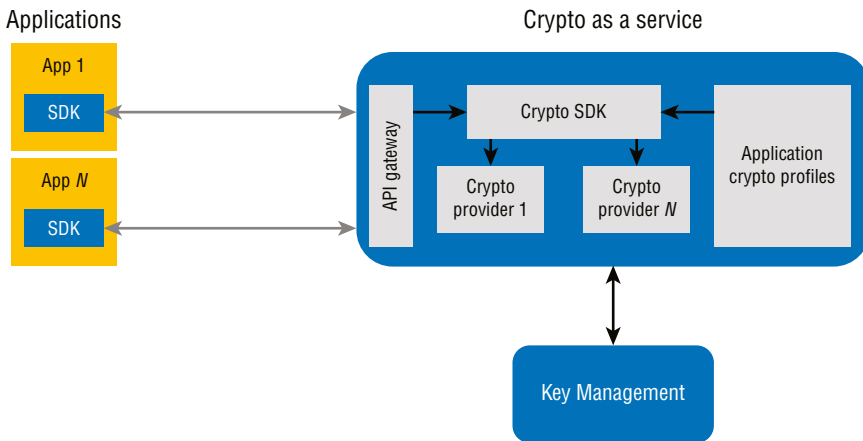 Applications
Crypto as a service
App 1
SDK
App N
SDK
API gateway
Crypto SDK
Crypto
provider 1
Crypto
provider N
Application
crypto profiles
Key Management